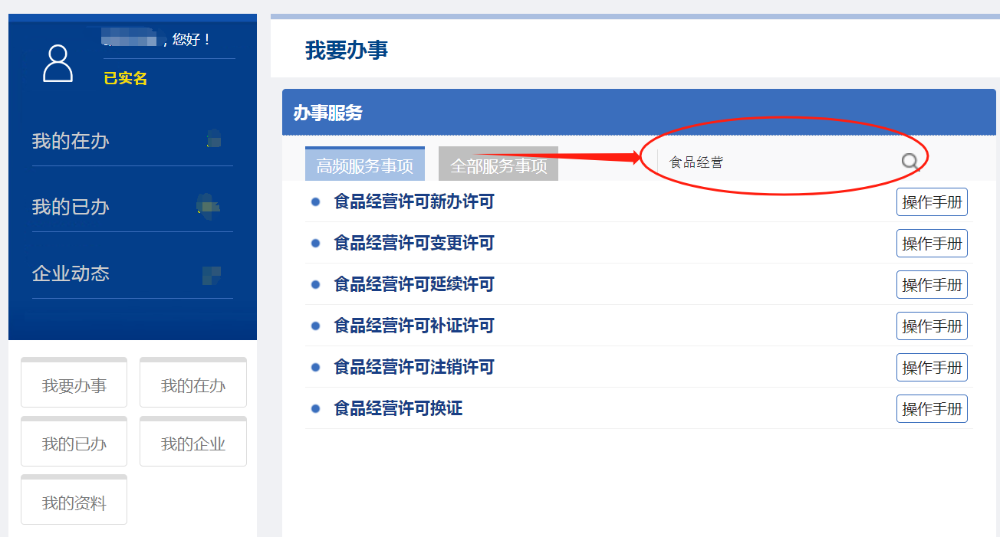 ，您好！
已实名
我的在办
我的已办
企业动态
我要办事
我的在办
我的已办
我的企业
我的资料
我要办事
办事服务
高频服务事项
全部服务事项
食品经营
食品经营许可新办许可
操作手册
食品经营许可变更许可
操作手册
食品经营许可延续许可
操作手册
食品经营许可补证许可
操作手册
食品经营许可注销许可
操作手册
食品经营许可换证
操作手册